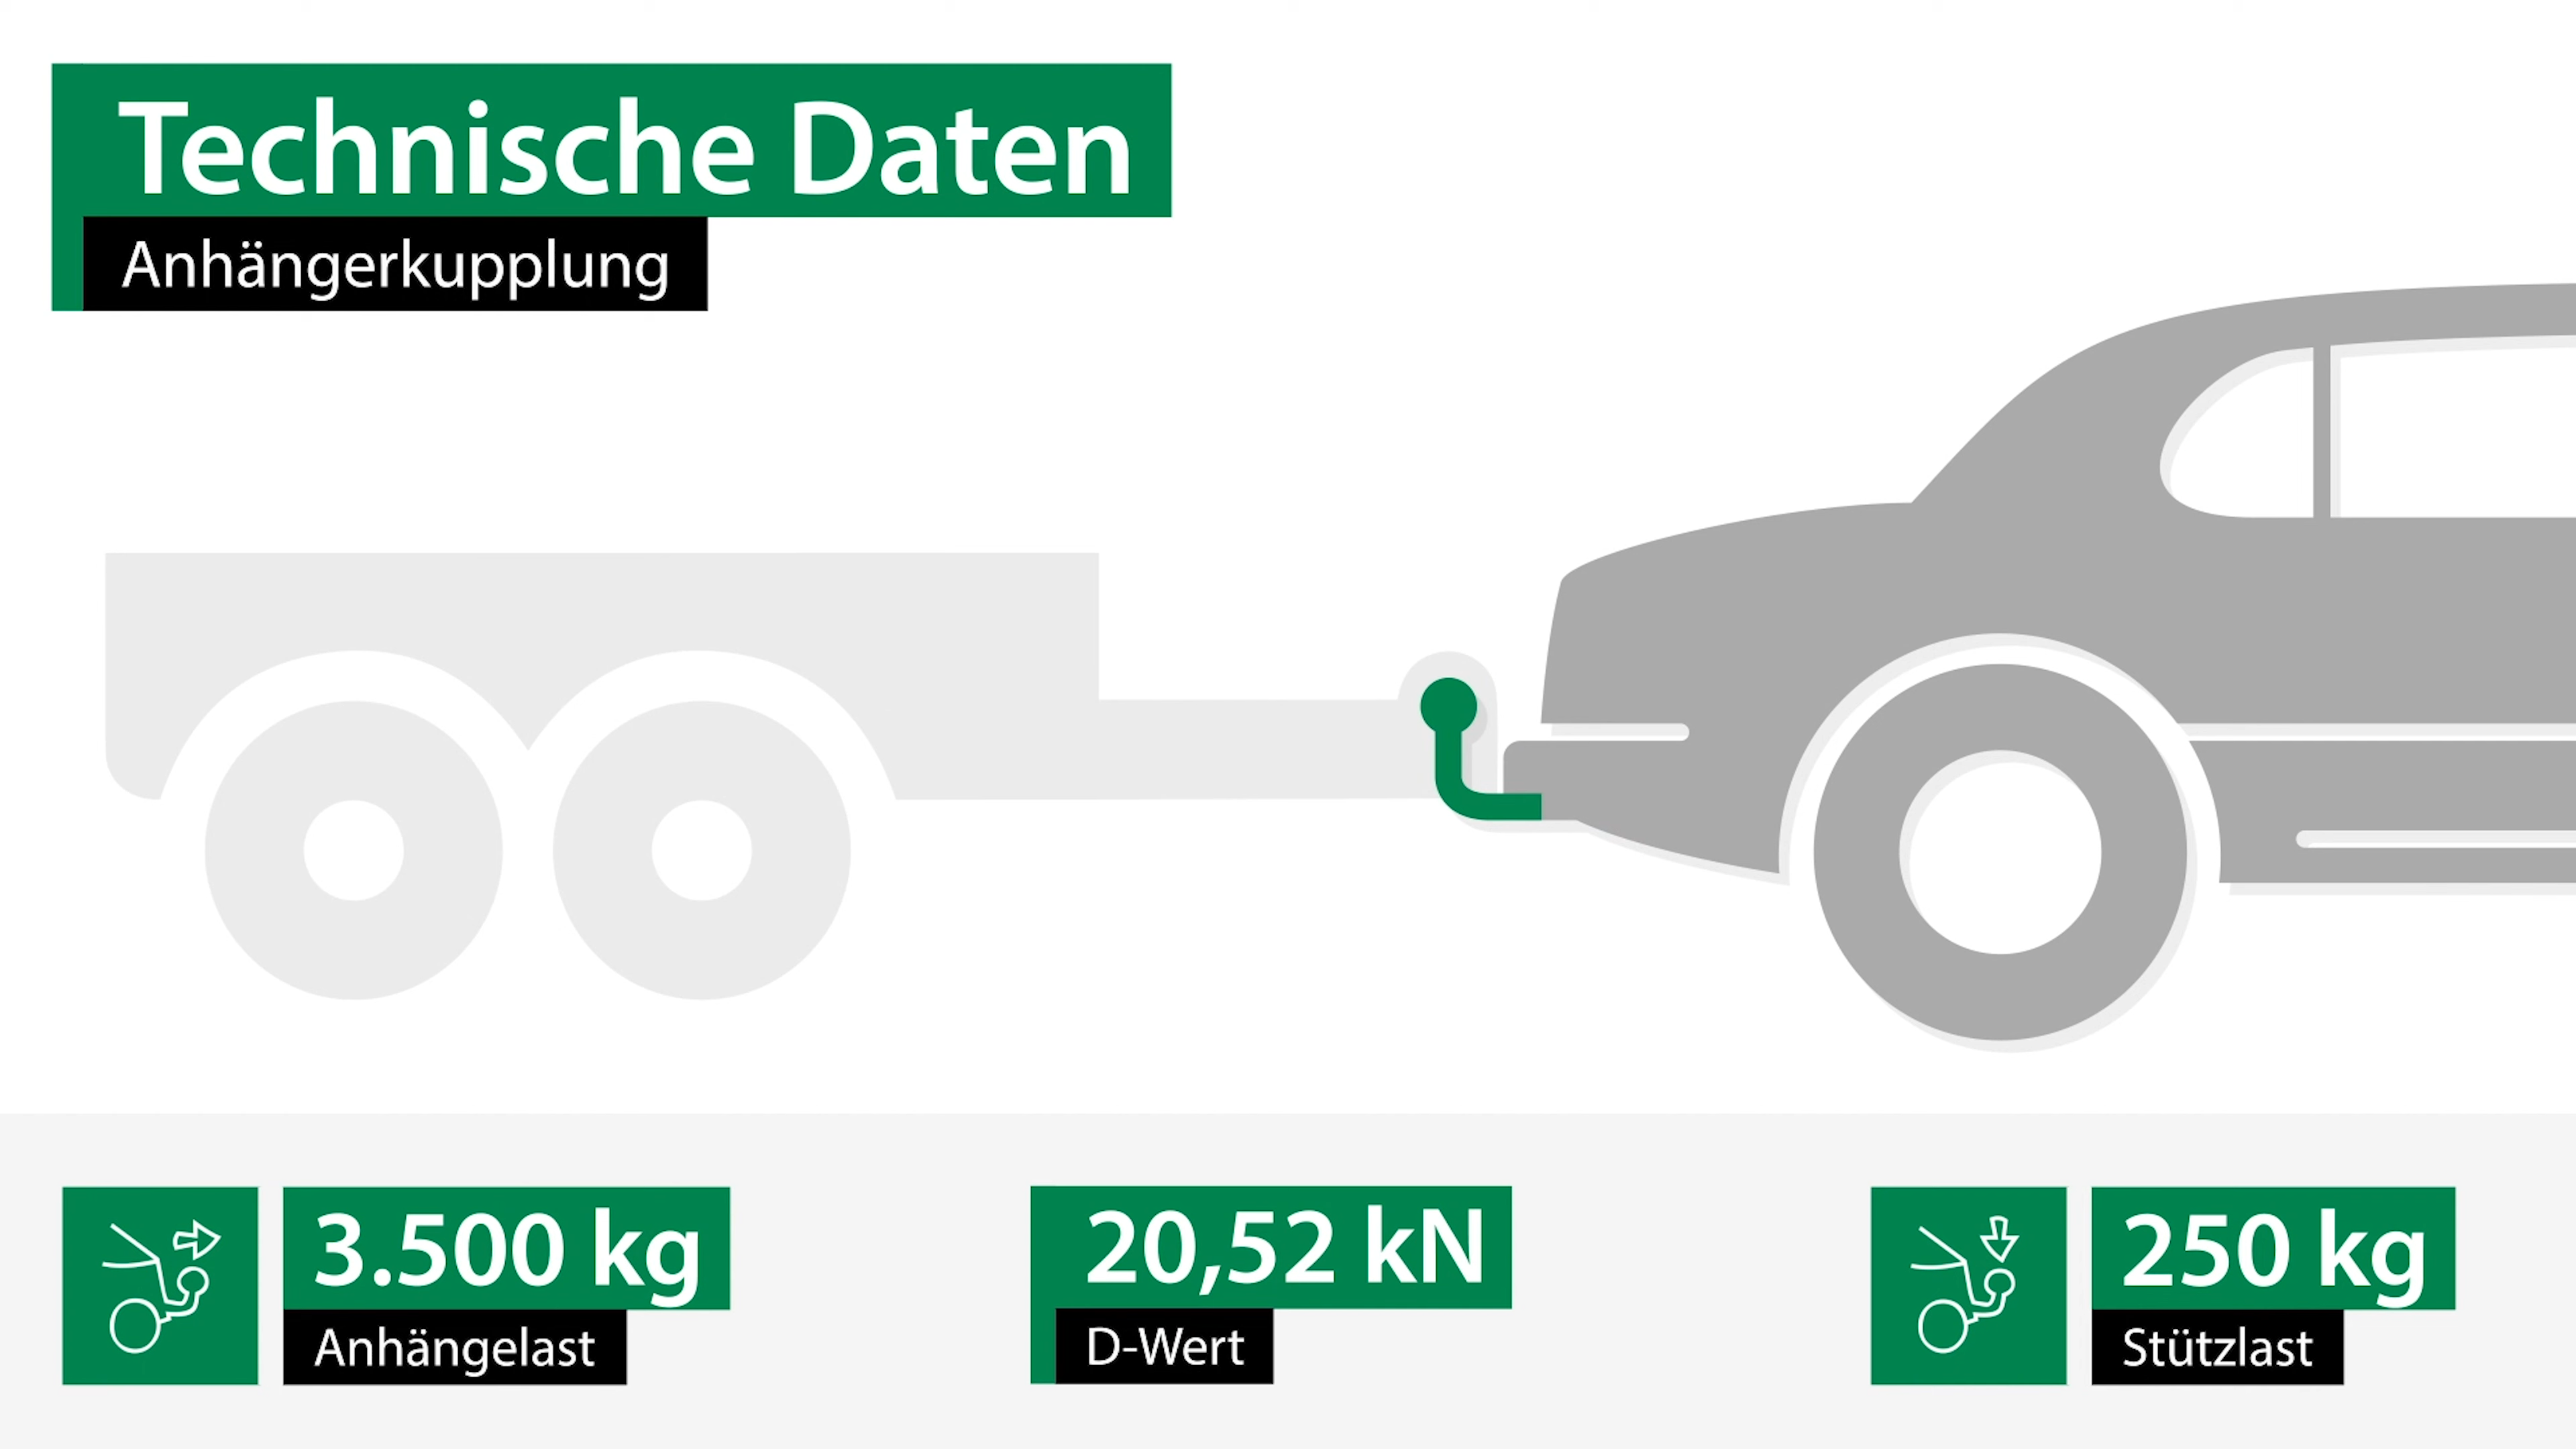 Technische Daten
Anhängerkupplung
3.500 kg
Anhängelast
20,52 kN
D-Wert
250 kg
Stützlast